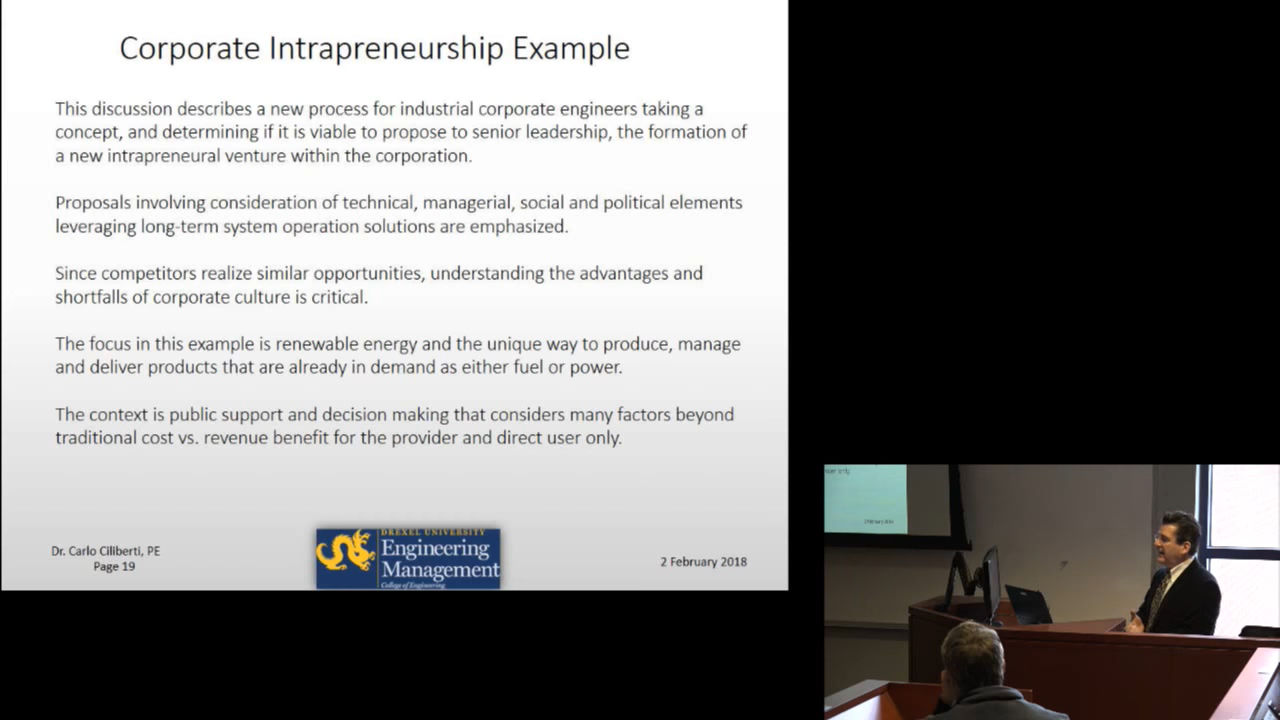 Corporate Intrapreneurship Example
This discussion describes a new process for industrial corporate engineers taking a
concept, and determining if it is viable to propose to senior leadership, the formation of
a new intrapreneural venture within the corporation.
Proposals involving consideration of technical, managerial, social and political elements
leveraging long-term system operation solutions are emphasized.
Since competitors realize similar opportunities, understanding the advantages and
shortfalls of corporate culture is critical.
The focus in this example is renewable energy and the unique way to produce, manage
and deliver products that are already in demand as either fuel or power.
The context is public support and decision making that considers many factors beyond
traditional cost vs. revenue benefit for the provider and direct user only.
Dr. Carlo Ciliberti, PE
Page 19
DREXEL UNIVERSITY
Engineering
Management
College of Engineering
2 February 2018